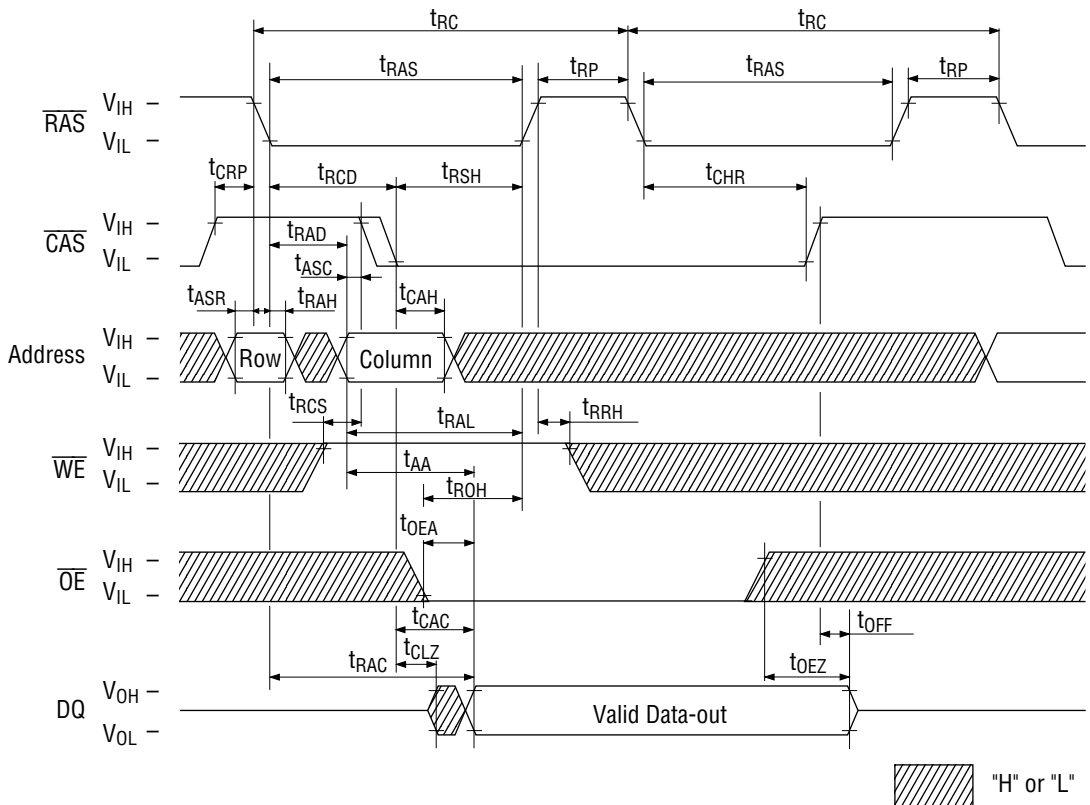 tRC tRC
tRAS tRP tRAS tRP
RAS VIH –
VIL –
tCRP tRCD tRSH tCHR
CAS VIH –
VIL –
tRAD
tASC
tASR tRAH tCAH
Address VIH –
VIL –
Row Column
tRCS tRAL tRRH
WE VIH –
VIL –
tAA
tROH
tOEA
OE VIH –
VIL –
tCAC tOFF
tRAC tCLZ tOEZ
DQ VOH –
VOL –
Valid Data-out
"H" or "L"